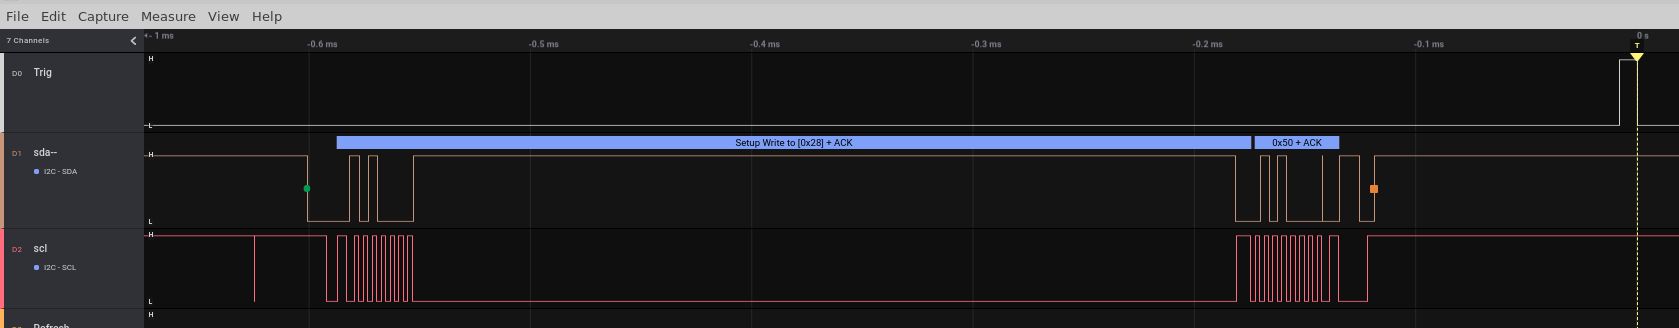 File Edit Capture Measure View Help
7 Channels
- 1 ms
-0.6 ms -0.5 ms -0.4 ms -0.3 ms -0.2 ms -0.1 ms 0 s
T
D0 Trig
H
L
Setup Write to [0x28] + ACK 0x50 + ACK
D1 sda--
H
I2C - SDA
L
D2 scl
H
I2C - SCL
L
H
Refresh